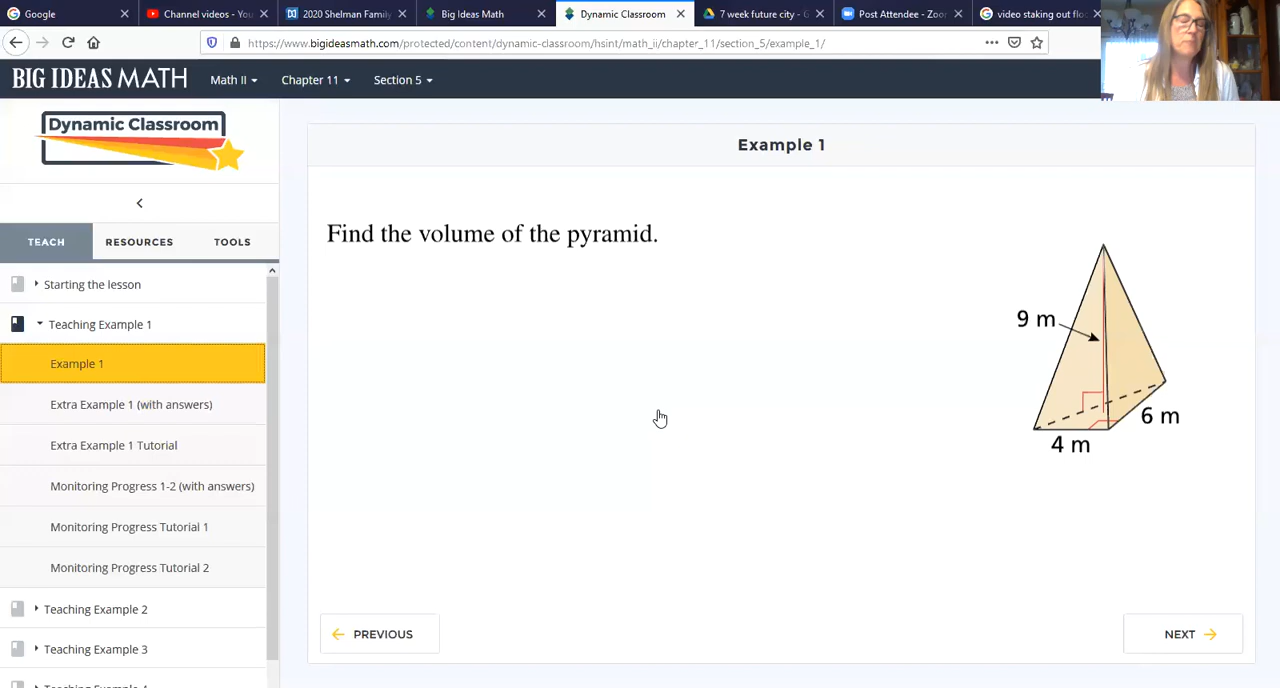 Google
Channel videos - You
2020 Shelman Family
Big Ideas Math
Dynamic Classroom
7 week future city - G
Post Attendee - Zoo
video staking out flo
https://www.bigideasmath.com/protected/content/dynamic-classroom/hsint/math_ii/chapter_11/section_5/example_1/
BIG IDEAS MATH
Math II
Chapter 11
Section 5
Dynamic Classroom
TEACH
RESOURCES
TOOLS
Starting the lesson
Teaching Example 1
Example 1
Extra Example 1 (with answers)
Extra Example 1 Tutorial
Monitoring Progress 1-2 (with answers)
Monitoring Progress Tutorial 1
Monitoring Progress Tutorial 2
Teaching Example 2
Teaching Example 3
Example 1
Find the volume of the pyramid.
9 m
6 m
4 m
PREVIOUS
NEXT